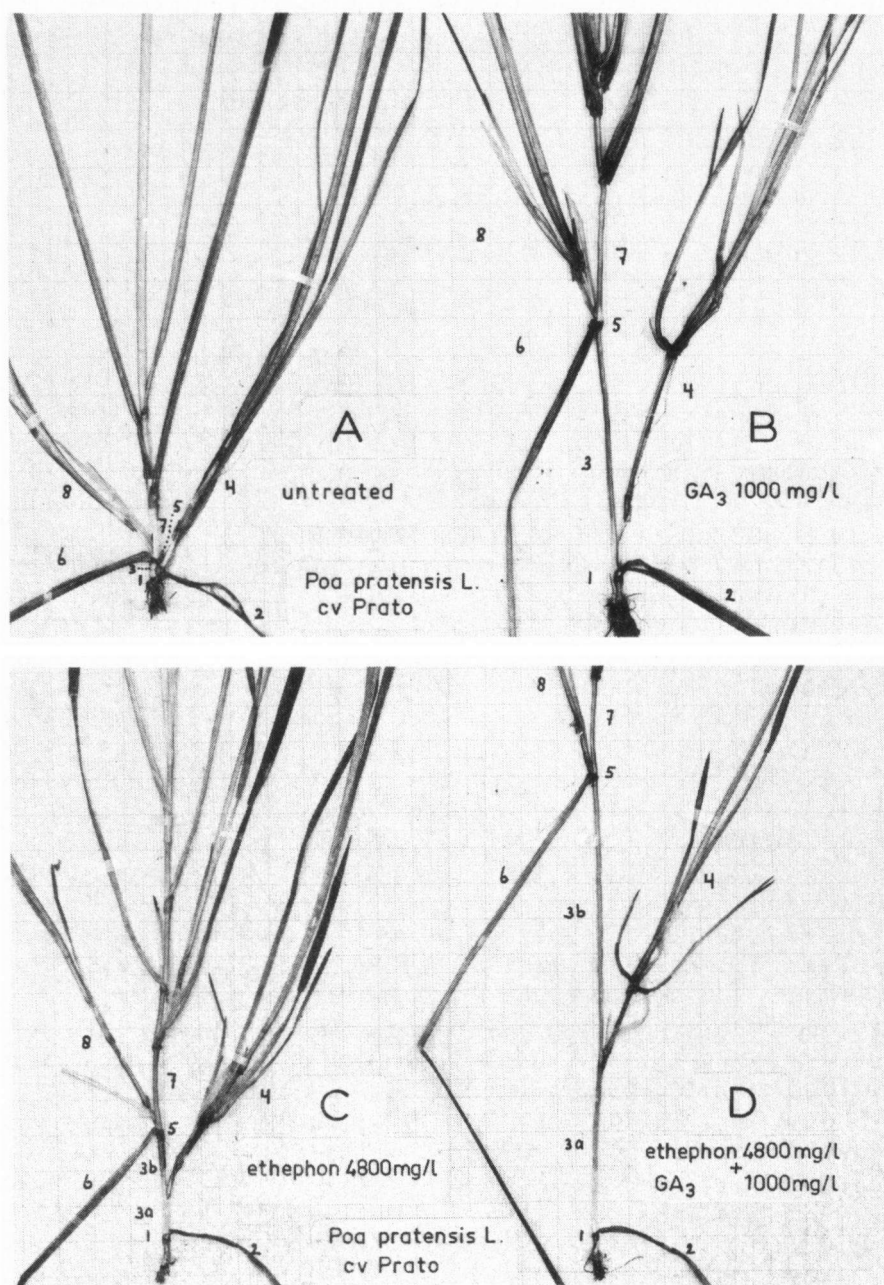 A
untreated
Poa pratensis L.
cv Prato
8
6
7
5
3
1
4
2
B
GA₃ 1000 mg/l
8
7
5
6
4
3
1
2
C
ethephon 4800mg/l
Poa pratensis L.
cv Prato
8
7
5
4
3b
6
3a
1
2
D
ethephon 4800mg/l
+
GA₃ 1000mg/l
8
7
5
6
4
3b
3a
1
2